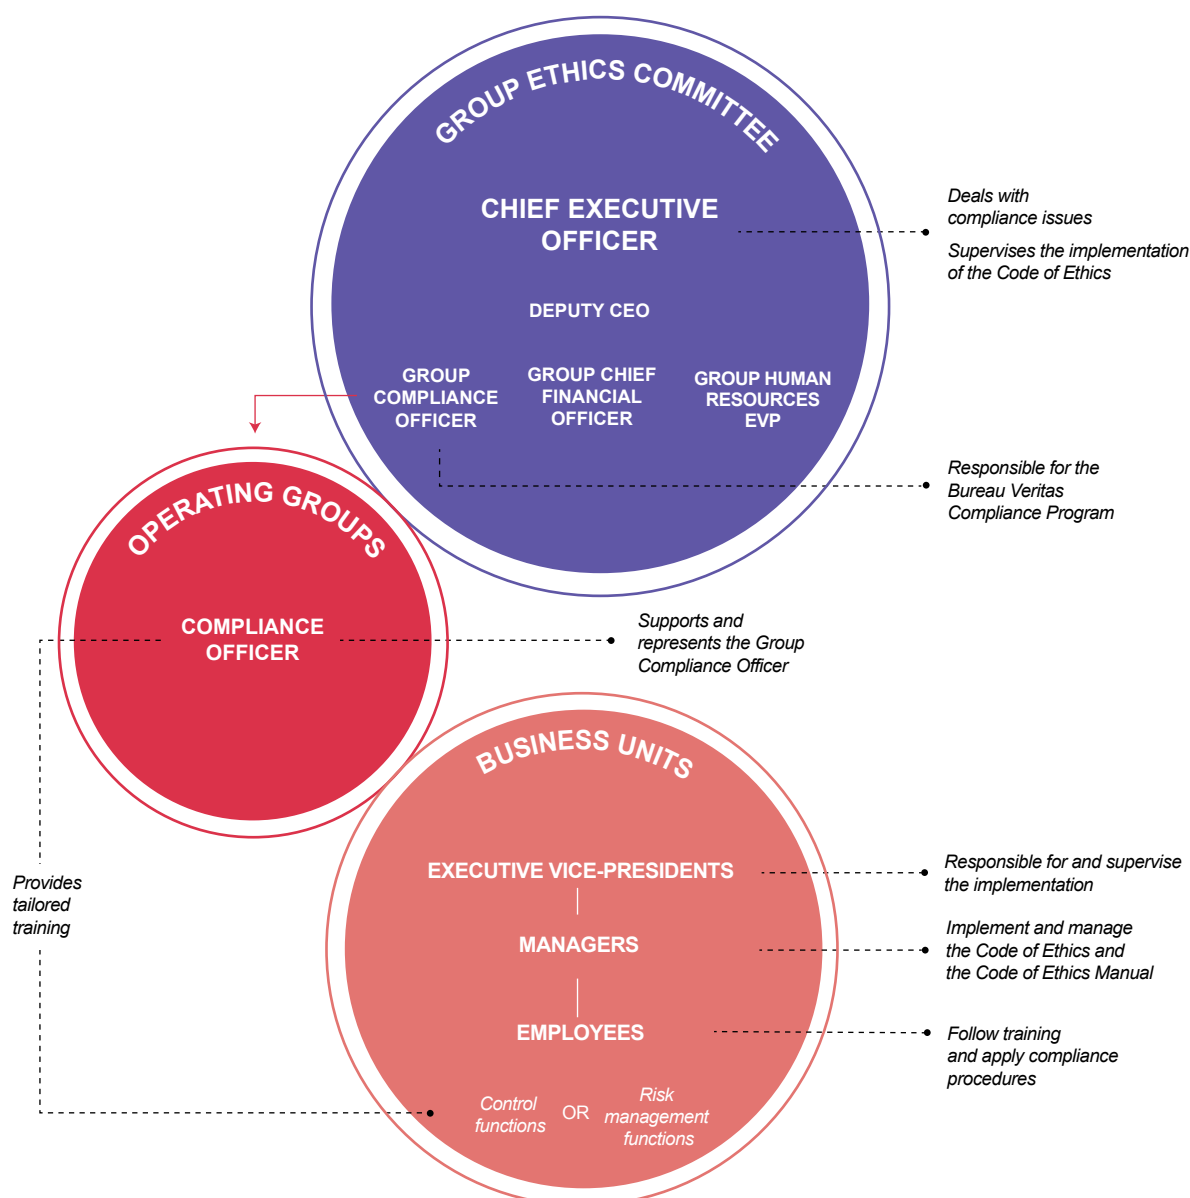 GROUP ETHICS COMMITTEE
CHIEF EXECUTIVE
OFFICER
Deals with
compliance issues
Supervises the implementation
of the Code of Ethics
DEPUTY CEO
GROUP
COMPLIANCE
OFFICER
GROUP CHIEF
FINANCIAL
OFFICER
GROUP HUMAN
RESOURCES
EVP
Responsible for the
Bureau Veritas
Compliance Program
OPERATING GROUPS
COMPLIANCE
OFFICER
Supports and
represents the Group
Compliance Officer
Provides
tailored
training
BUSINESS UNITS
EXECUTIVE VICE-PRESIDENTS
Responsible for and supervise
the implementation
MANAGERS
Implement and manage
the Code of Ethics and
the Code of Ethics Manual
EMPLOYEES
Follow training
and apply compliance
procedures
Control
functions
OR
Risk
management
functions